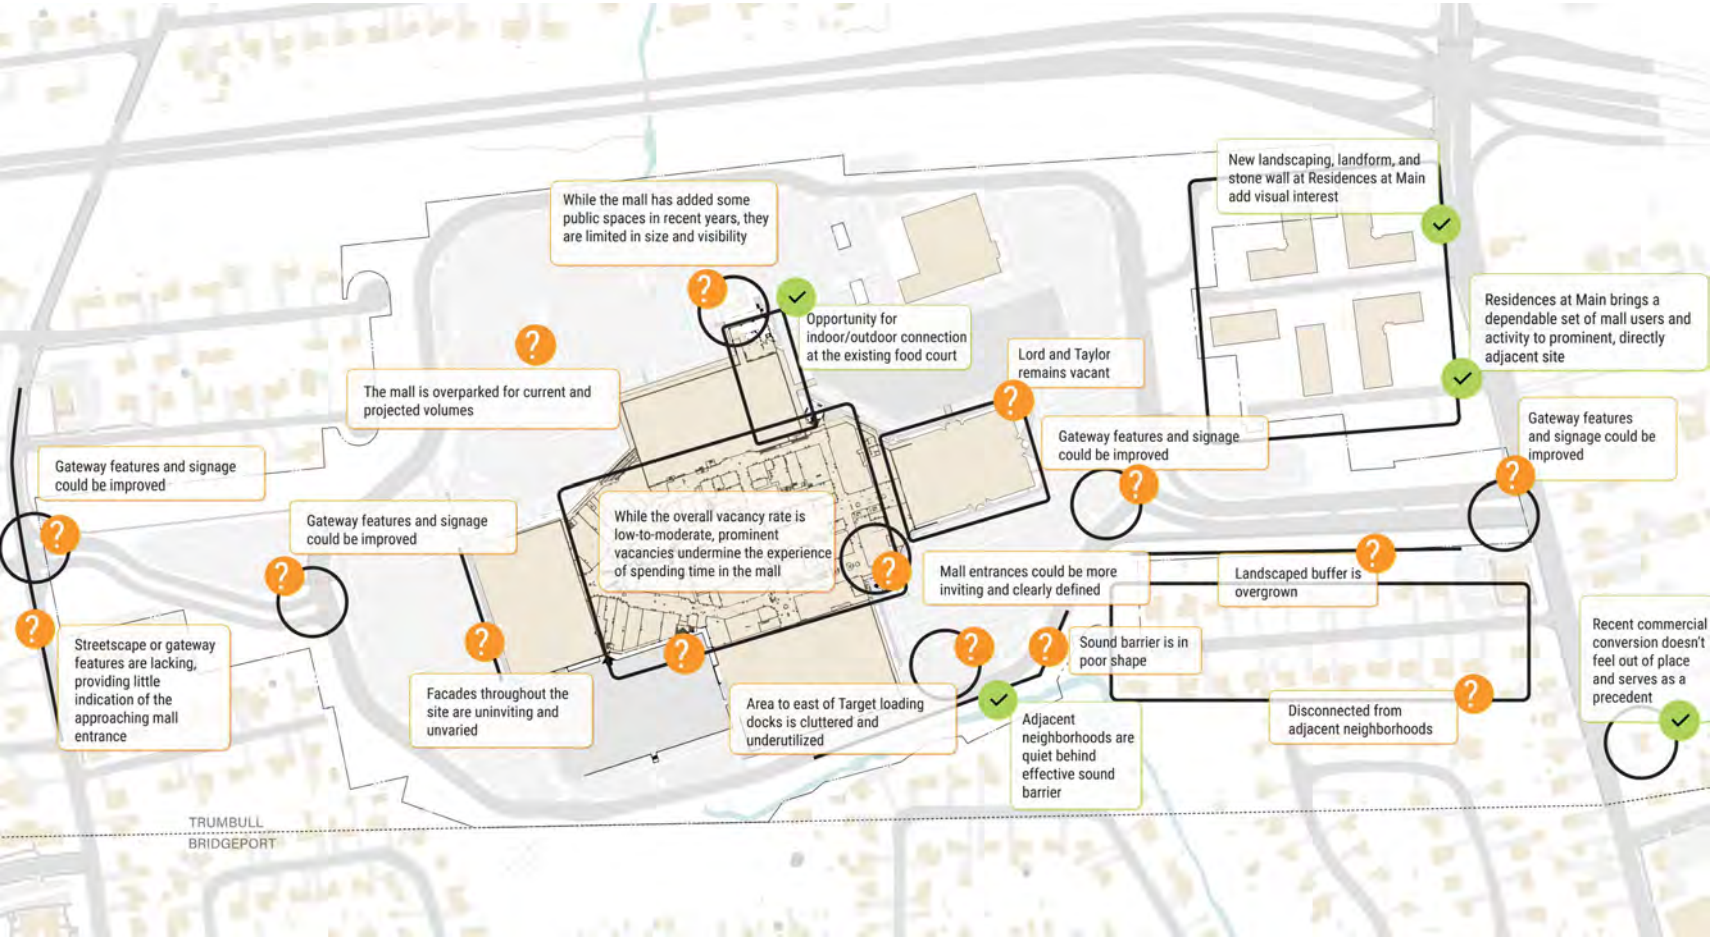 New landscaping, landform, and
stone wall at Residences at Main
add visual interest
While the mall has added some
public spaces in recent years, they
are limited in size and visibility
Residences at Main brings a
dependable set of mall users and
activity to prominent, directly
adjacent site
Opportunity for
indoor/outdoor connection
at the existing food court
Lord and Taylor
remains vacant
The mall is overparked for current and
projected volumes
Gateway features
and signage could be
improved
Gateway features and signage
could be improved
Gateway features and signage
could be improved
Gateway features and signage
could be improved
While the overall vacancy rate is
low-to-moderate, prominent
vacancies undermine the experience
of spending time in the mall
Mall entrances could be more
inviting and clearly defined
Landscaped buffer is
overgrown
Recent commercial
conversion doesn't
feel out of place
and serves as a
precedent
Streetscape or gateway
features are lacking,
providing little
indication of the
approaching mall
entrance
Sound barrier is in
poor shape
Facades throughout the
site are uninviting and
unvaried
Area to east of Target loading
docks is cluttered and
underutilized
Adjacent
neighborhoods are
quiet behind
effective sound
barrier
Disconnected from
adjacent neighborhoods
TRUMBULL
BRIDGEPORT